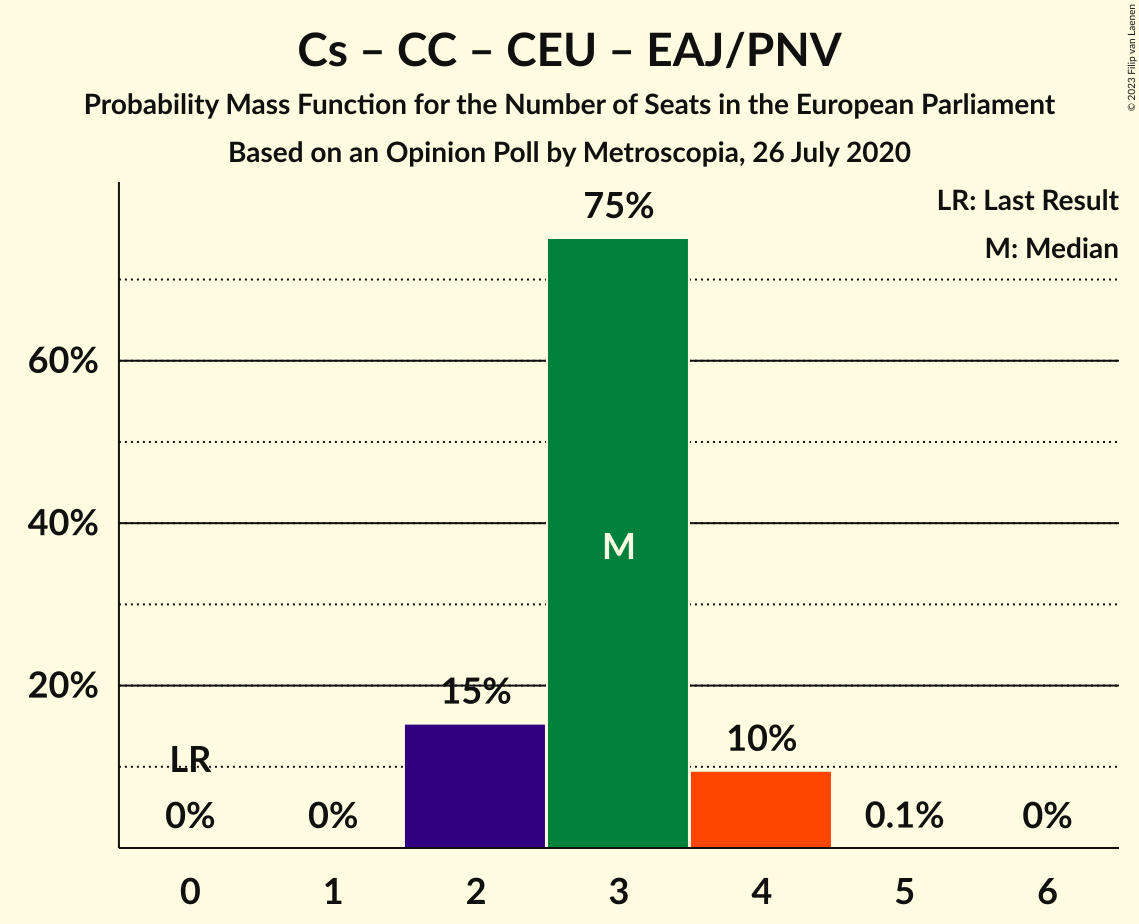 Cs – CC – CEU – EAJ/PNV
Probability Mass Function for the Number of Seats in the European Parliament
Based on an Opinion Poll by Metroscopia, 26 July 2020
© 2023 Filip van Laenen
LR: Last Result
M: Median
75%
60%
40%
20%
M
15%
10%
LR
0%
0%
0.1%
0%
0
1
2
3
4
5
6